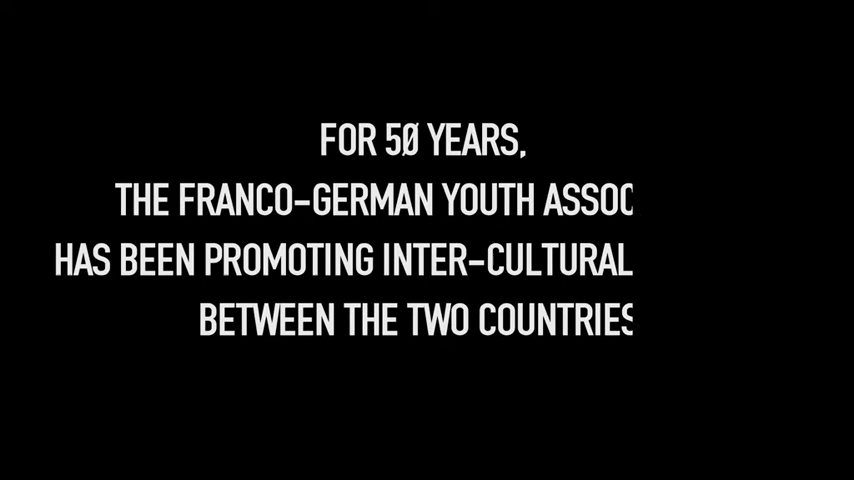 FOR 50 YEARS,
THE FRANCO-GERMAN YOUTH ASSOC
HAS BEEN PROMOTING INTER-CULTURAL
BETWEEN THE TWO COUNTRIES